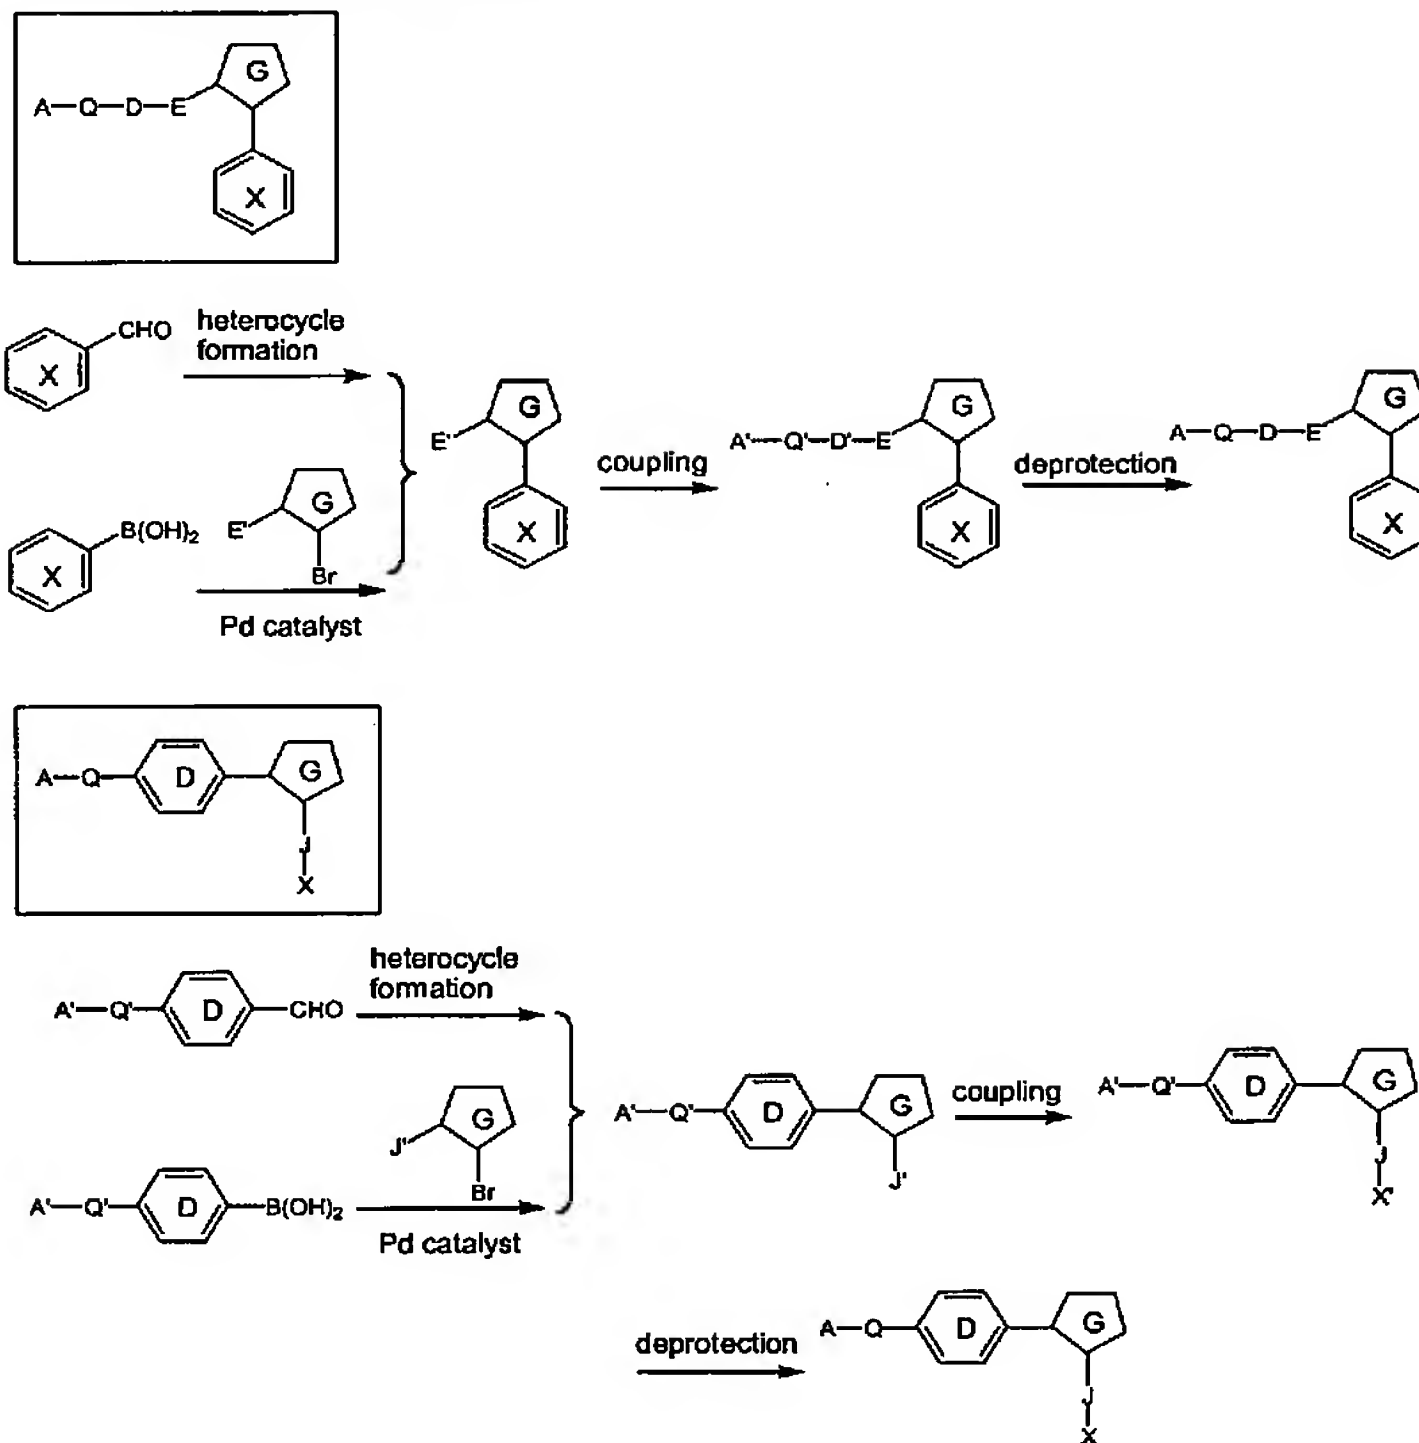 G
A—Q—D—E
X
CHO
heterocycle
formation
X
G
E'
G
A'—Q'—D'—E
G
A—Q—D—E
coupling
deprotection
B(OH)2
G
E'
X
X
X
X
Br
Pd catalyst
A—Q
D
G
J
X
heterocycle
formation
A'—Q'
D
CHO
G
J'
A'—Q'
D
G
coupling
A'—Q'
D
G
J
A'—Q'
D
B(OH)2
Br
J'
X'
Pd catalyst
deprotection
A—Q
D
G
J
X